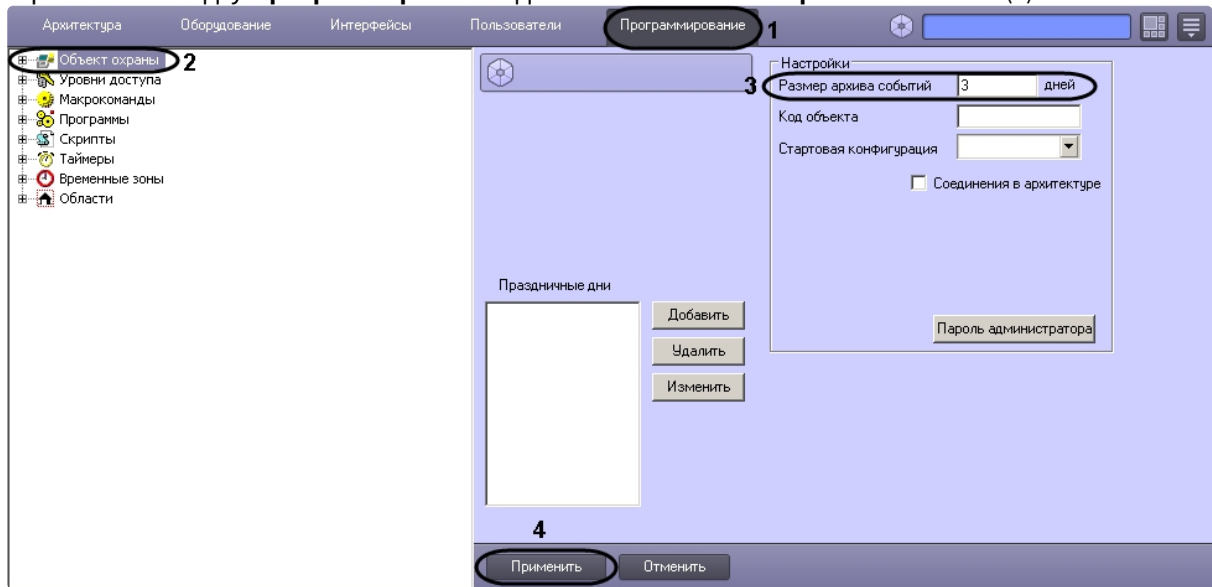 Архитектура Оборудование Интерфейсы Пользователи Программирование 1
Объект охраны 2
Уровни доступа
Макрокоманды
Программы
Скрипты
Таймеры
Временные зоны
Области
Настройки
3 Размер архива событий 3 дней
Код объекта
Стартовая конфигурация
Соединения в архитектуре
Пароль администратора
Праздничные дни
Добавить
Удалить
Изменить
4
Применить Отменить